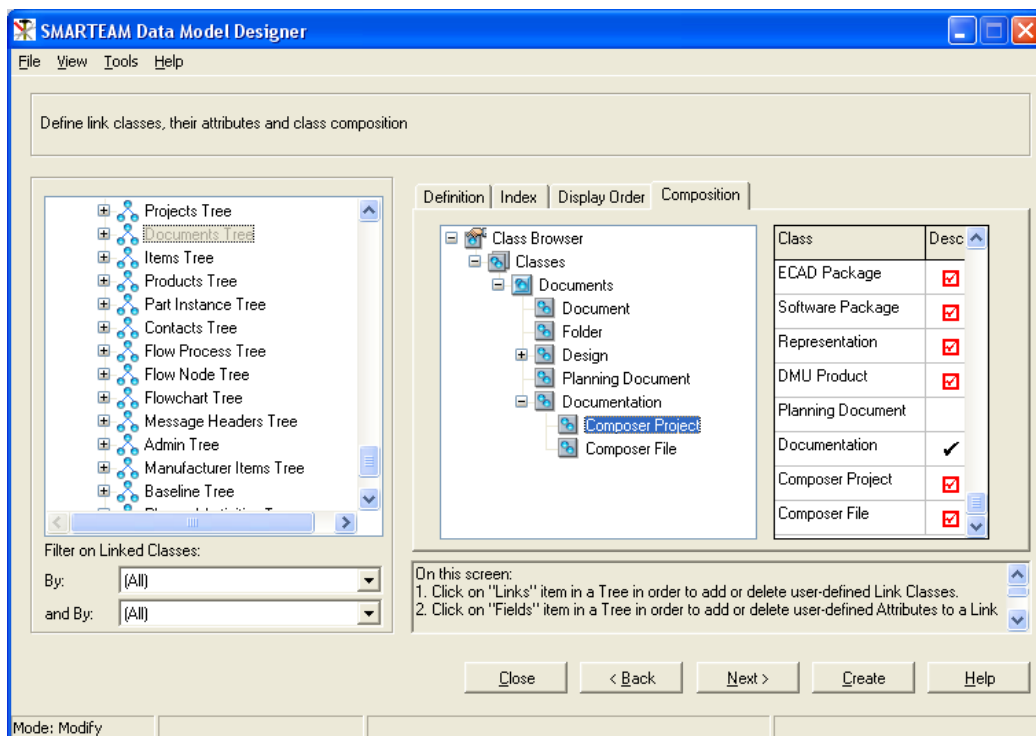 SMARTEAM Data Model Designer
File View Tools Help
Define link classes, their attributes and class composition
Projects Tree
Documents Tree
Items Tree
Products Tree
Part Instance Tree
Contacts Tree
Flow Process Tree
Flow Node Tree
Flowchart Tree
Message Headers Tree
Admin Tree
Manufacturer Items Tree
Baseline Tree
Filter on Linked Classes:
By: (All)
and By: (All)
Definition Index Display Order Composition
Class Browser
Classes
Documents
Document
Folder
Design
Planning Document
Documentation
Composer Project
Composer File
Class Desc
ECAD Package
Software Package
Representation
DMU Product
Planning Document
Documentation
Composer Project
Composer File
On this screen:
1. Click on "Links" item in a Tree in order to add or delete user-defined Link Classes.
2. Click on "Fields" item in a Tree in order to add or delete user-defined Attributes to a Link
Close < Back Next > Create Help
Mode: Modify